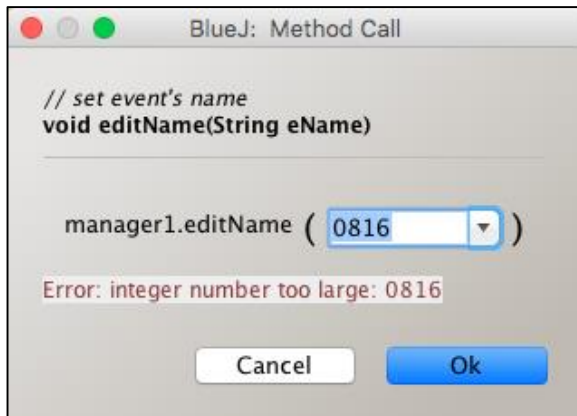 BlueJ: Method Call
// set event's name
void editName(String eName)
manager1.editName ( 0816 )
Error: integer number too large: 0816
Cancel Ok